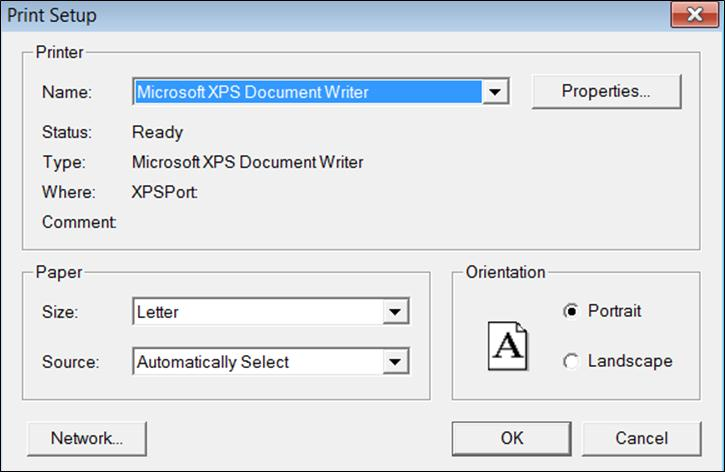 Print Setup
Printer
Name: Microsoft XPS Document Writer Properties...
Status: Ready
Type: Microsoft XPS Document Writer
Where: XPSPort:
Comment:
Paper
Size: Letter
Source: Automatically Select
Orientation
A
Portrait
Landscape
Network... OK Cancel